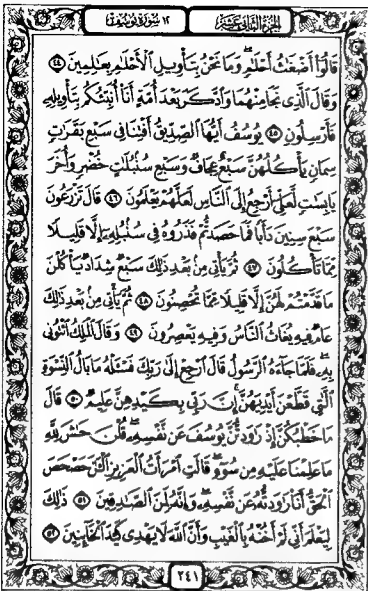 الجزء الثاني عشر
١٢ سورة يوسف
قَالُوٓا۟ أَضْغَٰثُ أَحْلَٰمٍ وَمَا نَحْنُ بِتَأْوِيلِ ٱلْأَحْلَٰمِ بِعَٰلِمِينَ ٤٤
وَقَالَ ٱلَّذِى نَجَا مِنْهُمَا وَٱدَّكَرَ بَعْدَ أُمَّةٍ أَنَا۠ أُنَبِّئُكُم بِتَأْوِيلِهِۦ
فَأَرْسِلُونِ ٤٥ يُوسُفُ أَيُّهَا ٱلصِّدِّيقُ أَفْتِنَا فِى سَبْعِ بَقَرَٰتٍ
سِمَانٍ يَأْكُلُهُنَّ سَبْعٌ عِجَافٌ وَسَبْعِ سُنۢبُلَٰتٍ خُضْرٍ وَأُخَرَ
يَابِسَٰتٍ لَّعَلِّىٓ أَرْجِعُ إِلَى ٱلنَّاسِ لَعَلَّهُمْ يَعْلَمُونَ ٤٦ قَالَ تَزْرَعُونَ
سَبْعَ سِنِينَ دَأَبًا فَمَا حَصَدتُّمْ فَذَرُوهُ فِى سُنۢبُلِهِۦٓ إِلَّا قَلِيلًا
مِّمَّا تَأْكُلُونَ ٤٧ ثُمَّ يَأْتِى مِنۢ بَعْدِ ذَٰلِكَ سَبْعٌ شِدَادٌ يَأْكُلْنَ
مَا قَدَّمْتُمْ لَهُنَّ إِلَّا قَلِيلًا مِّمَّا تُحْصِنُونَ ٤٨ ثُمَّ يَأْتِى مِنۢ بَعْدِ ذَٰلِكَ
عَامٌ فِيهِ يُغَاثُ ٱلنَّاسُ وَفِيهِ يَعْصِرُونَ ٤٩ وَقَالَ ٱلْمَلِكُ ٱئْتُونِى
بِهِۦ فَلَمَّا جَآءَهُ ٱلرَّسُولُ قَالَ ٱرْجِعْ إِلَىٰ رَبِّكَ فَسْـَٔلْهُ مَا بَالُ ٱلنِّسْوَةِ
ٱلَّٰتِى قَطَّعْنَ أَيْدِيَهُنَّ إِنَّ رَبِّى بِكَيْدِهِنَّ عَلِيمٌ ٥٠ قَالَ
مَا خَطْبُكُنَّ إِذْ رَٰوَدتُّنَّ يُوسُفَ عَن نَّفْسِهِۦ قُلْنَ حَٰشَ لِلَّهِ
مَا عَلِمْنَا عَلَيْهِ مِن سُوٓءٍ قَالَتِ ٱمْرَأَتُ ٱلْعَزِيزِ ٱلْـَٰٔنَ حَصْحَصَ
ٱلْحَقُّ أَنَا۠ رَٰوَدتُّهُۥ عَن نَّفْسِهِۦ وَإِنَّهُۥ لَمِنَ ٱلصَّٰدِقِينَ ٥١ ذَٰلِكَ
لِيَعْلَمَ أَنِّى لَمْ أَخُنْهُ بِٱلْغَيْبِ وَأَنَّ ٱللَّهَ لَا يَهْدِى كَيْدَ ٱلْخَآئِنِينَ ٥٢
٢٤١